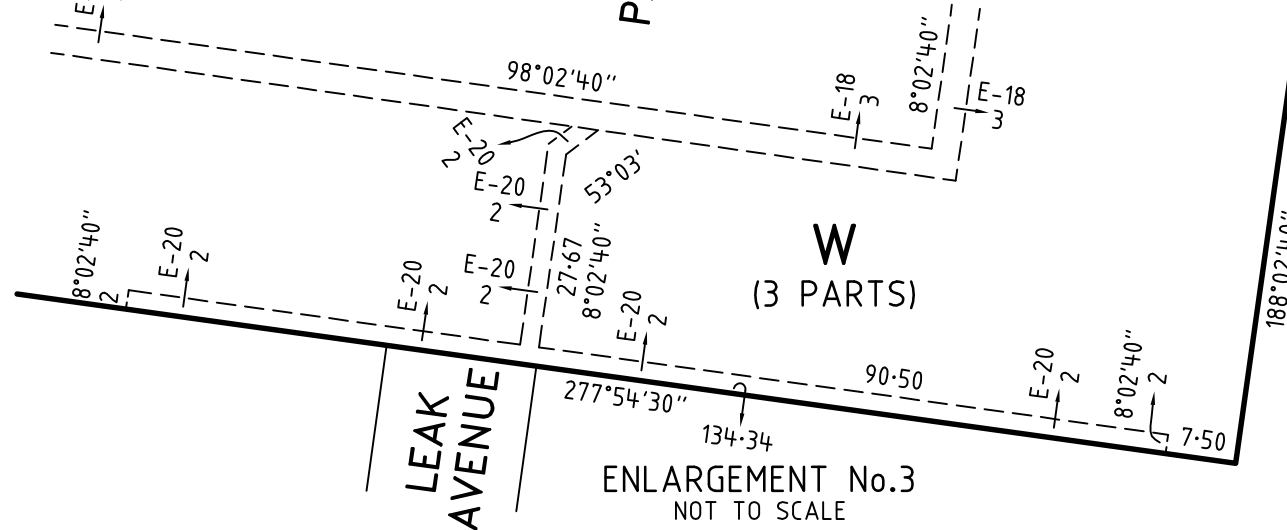 98°02'40"
E-18
3
8°02'40"
E-18
3
E-20
2
53°03'
E-20
2
E-20
2
27·67
8°02'40"
8°02'40"
2
E-20
2
E-20
2
E-20
2
W
(3 PARTS)
188°02'40"
90·50
E-20
2
8°02'40"
2
7·50
277°54'30"
134·34
LEAK
AVENUE
ENLARGEMENT No.3
NOT TO SCALE